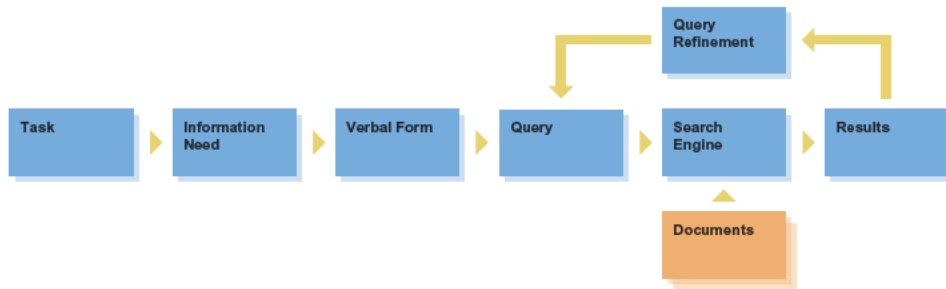 Query
Refinement
Task
Information
Need
Verbal Form
Query
Search
Engine
Results
Documents